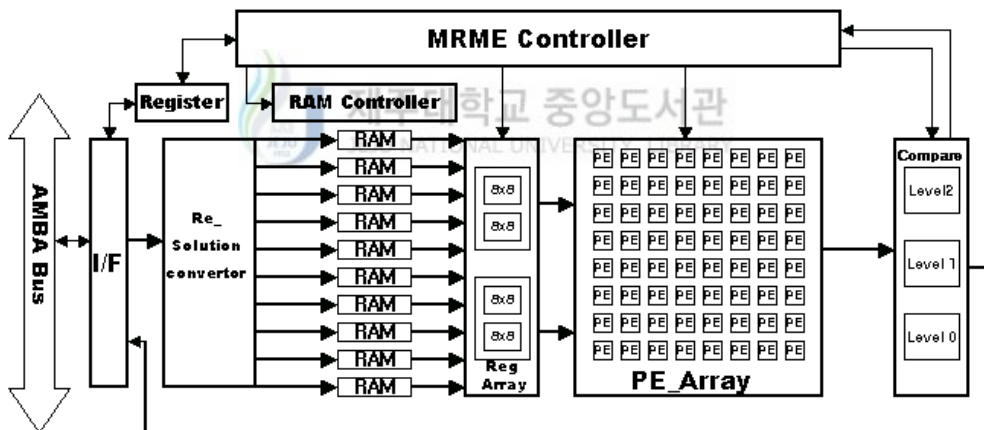 MRME Controller
제주대학교 중앙도서관
JEJU NATIONAL UNIVERSITY LIBRARY
Register
RAM Controller
AMBA Bus
I/F
Re_
Solution
convertor
RAM
RAM
RAM
RAM
RAM
RAM
RAM
RAM
RAM
RAM
8x8
8x8
8x8
8x8
Reg
Array
PE PE PE PE PE PE PE PE
PE PE PE PE PE PE PE PE
PE PE PE PE PE PE PE PE
PE PE PE PE PE PE PE PE
PE PE PE PE PE PE PE PE
PE PE PE PE PE PE PE PE
PE PE PE PE PE PE PE PE
PE PE PE PE PE PE PE PE
PE_Array
Compare
Level2
Level 1
Level 0